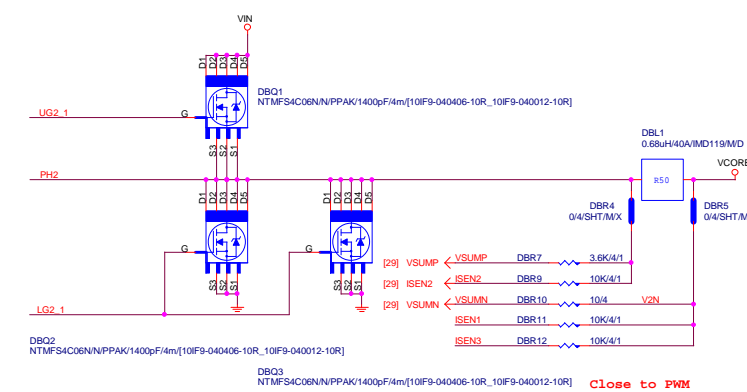 VIN
D1
D2
D3
D4
D5
DBQ1
NTMFS4C06N/N/PPAK/1400pF/4m/[10IF9-040406-10R_10IF9-040012-10R]
UG2_1
G
S3
S2
S1
DBL1
0.68uH/40A/IMD119/M/D
VCORE
PH2
R50
D1
D2
D3
D4
D5
D1
D2
D3
D4
D5
DBR4
0/4/SHT/M/X
DBR5
0/4/SHT/M
G
G
[29] VSUMP
VSUMP
DBR7
3.6K/4/1
[29] ISEN2
ISEN2
DBR9
10K/4/1
S3
S2
S1
S3
S2
S1
[29] VSUMN
VSUMN
DBR10
10/4
V2N
LG2_1
ISEN1
DBR11
10K/4/1
ISEN3
DBR12
10K/4/1
DBQ2
NTMFS4C06N/N/PPAK/1400pF/4m/[10IF9-040406-10R_10IF9-040012-10R]
DBQ3
NTMFS4C06N/N/PPAK/1400pF/4m/[10IF9-040406-10R_10IF9-040012-10R]
Close to PWM